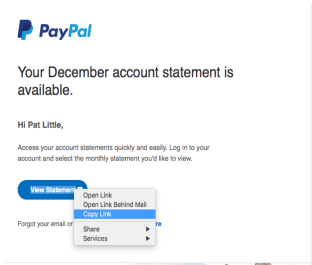 PayPal
Your December account statement is
available.
Hi Pat Little,
Access your account statements quickly and easily. Log in to your
account and select the monthly statement you'd like to view.
View Statement
Open Link
Open Link Behind Mail
Copy Link
Forgot your email or
re
Share
Services